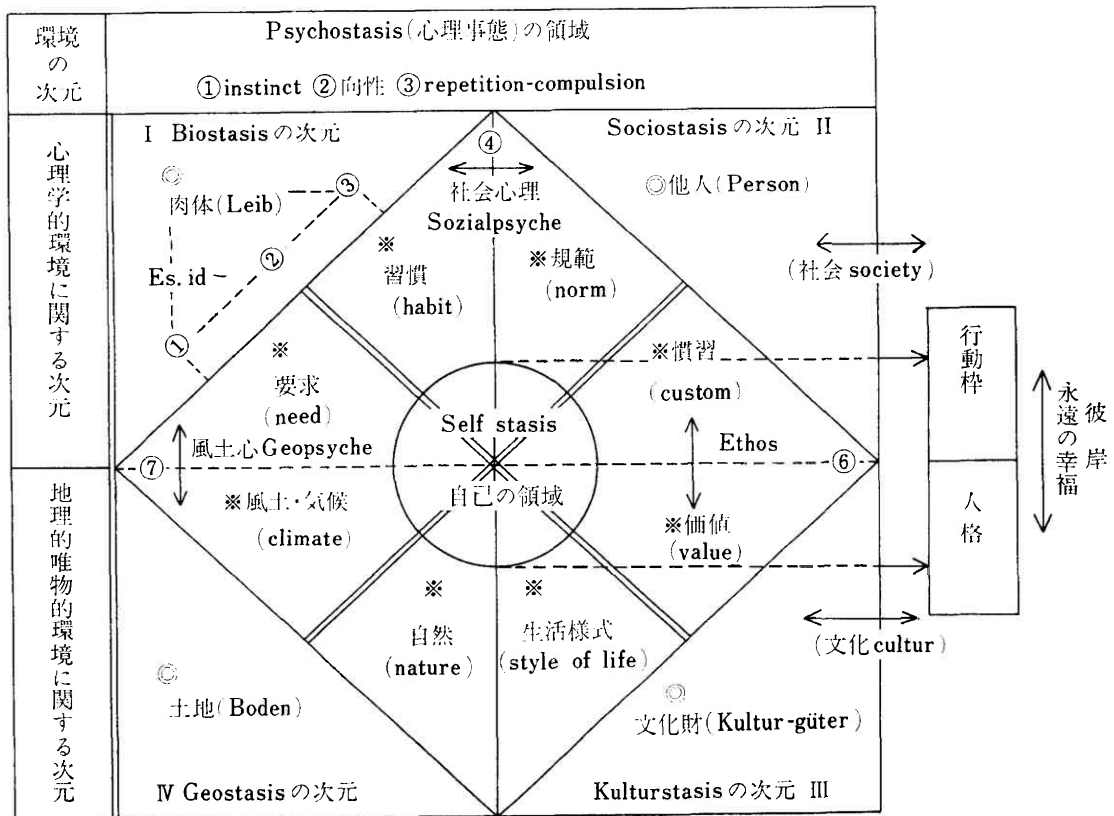 環境
の
次元
Psychostasis(心理事態)の領域
①instinct ②向性 ③repetition-compulsion
心理学的環境に関する次元
地理的唯物的環境に関する次元
I Biostasisの次元
Sociostasisの次元 II
④
◎
肉体(Leib)
③
②
Es. id
①
社会心理
Sozialpsyche
◎他人(Person)
※
習慣
(habit)
※規範
(norm)
(社会society)
※
要求
(need)
※慣習
(custom)
行動枠
人格
彼岸
永遠の幸福
Self stasis
自己の領域
⑦
風土心Geopsyche
Ethos
⑥
※風土・気候
(climate)
※価値
(value)
※
自然
(nature)
※
生活様式
(style of life)
(文化cultur)
◎
土地(Boden)
◎
文化財(Kultur-güter)
IV Geostasisの次元
Kulturstasisの次元 III